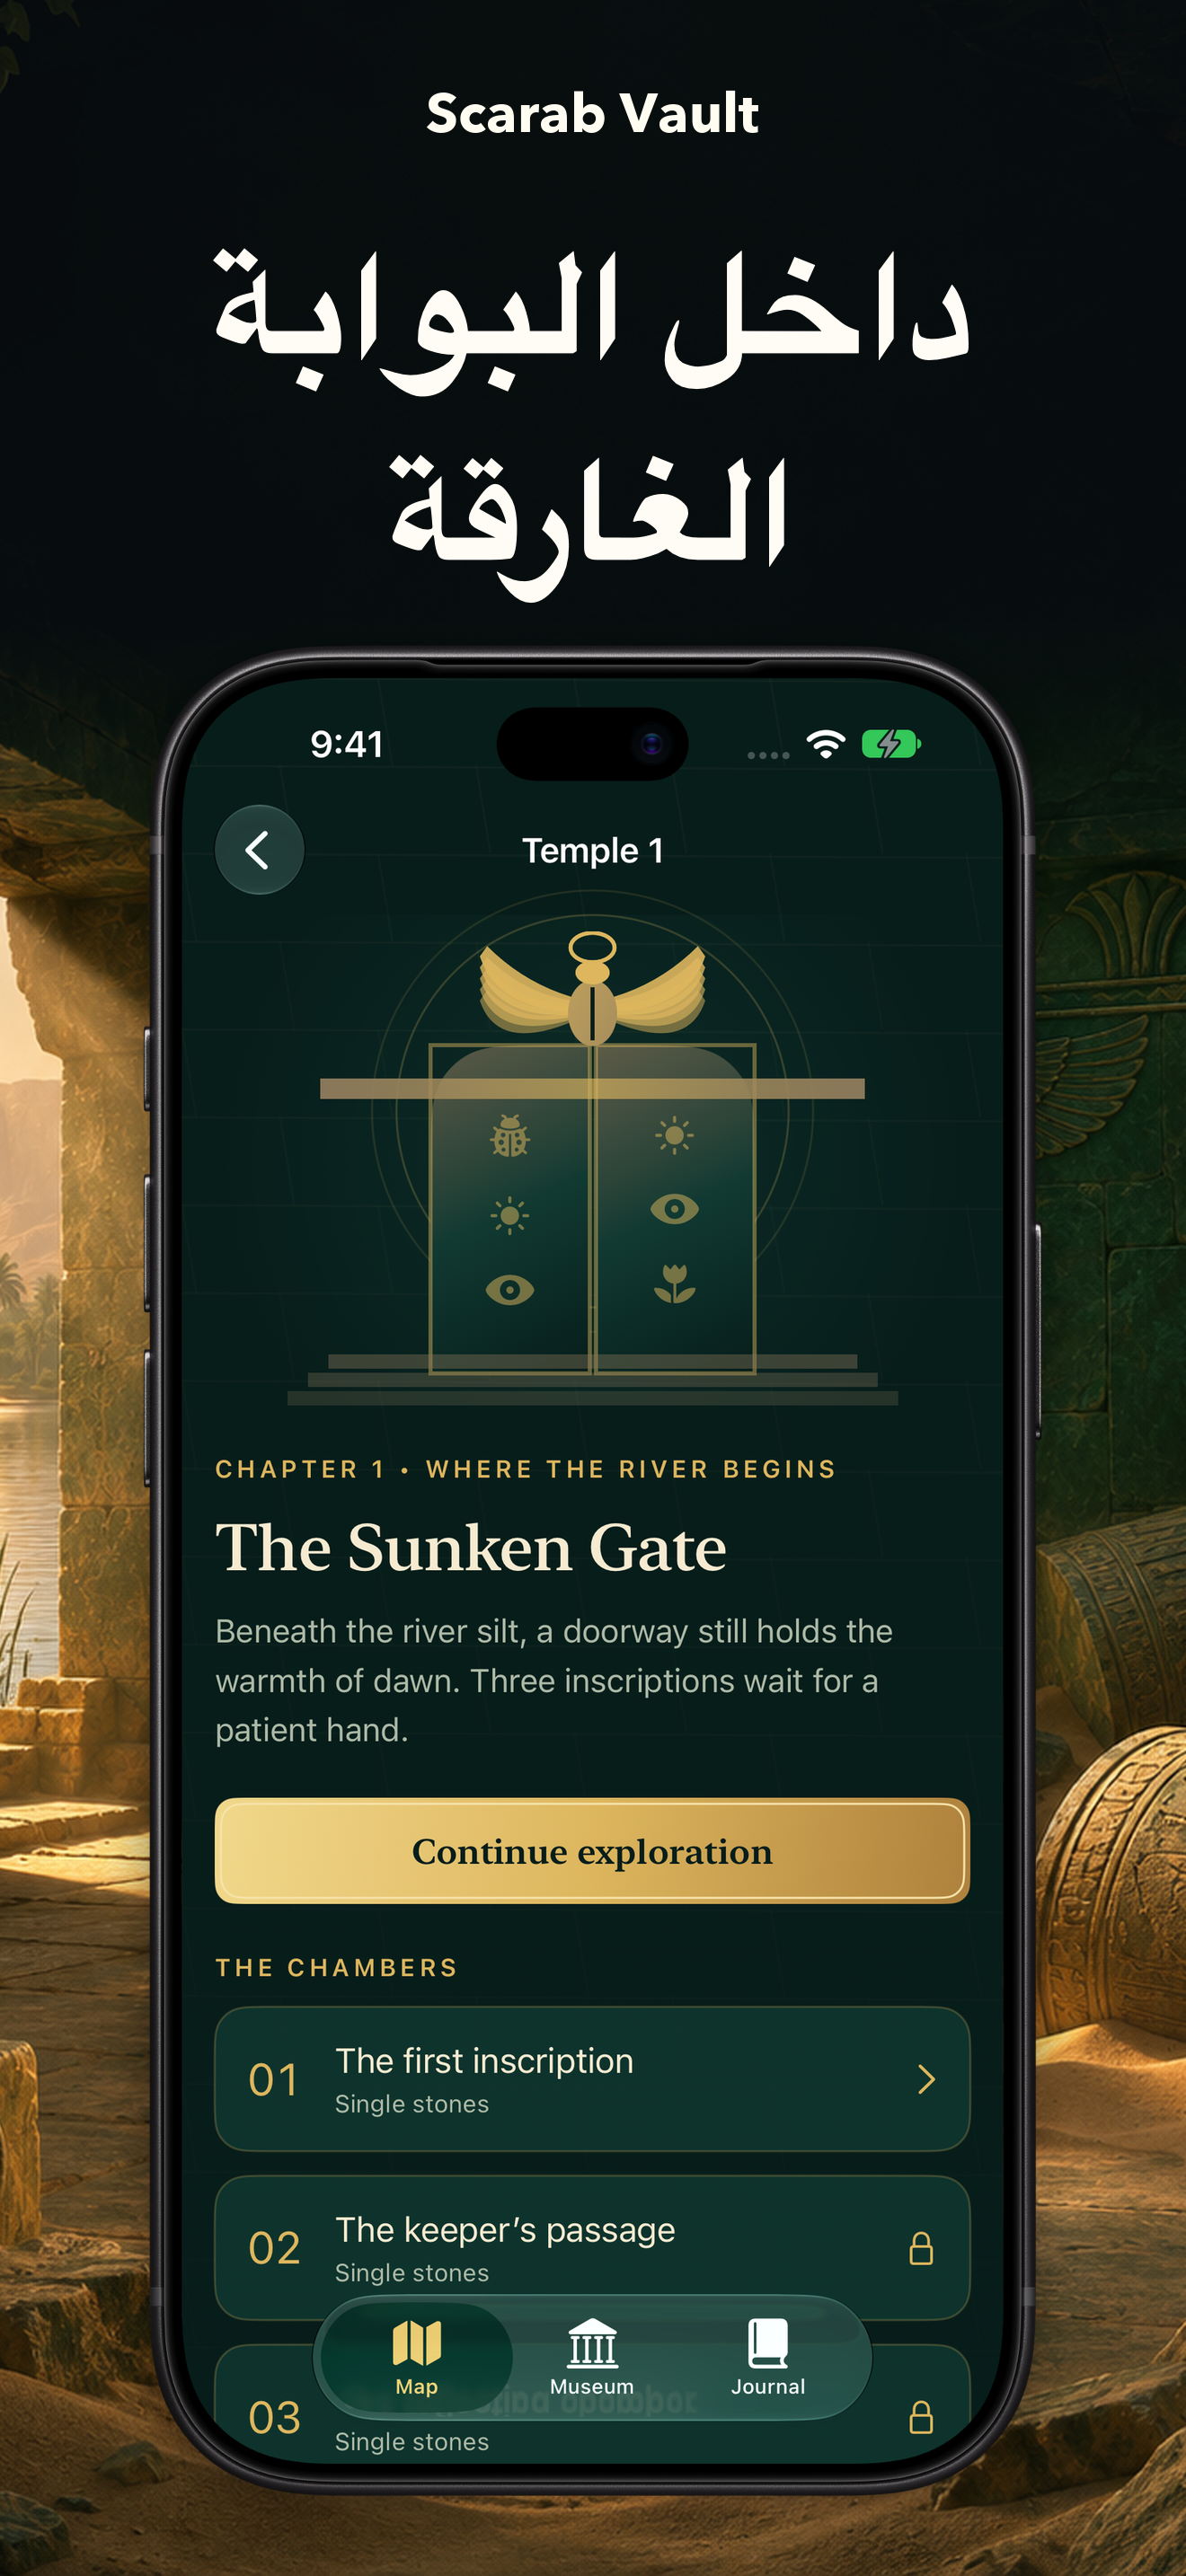 Scarab Vault
داخل البوابة
الغارقة
9:41
Temple 1
CHAPTER 1 • WHERE THE RIVER BEGINS
The Sunken Gate
Beneath the river silt, a doorway still holds the
warmth of dawn. Three inscriptions wait for a
patient hand.
Continue exploration
THE CHAMBERS
01
The first inscription
Single stones
02
The keeper’s passage
Single stones
03
Single stones
Map
Museum
Journal